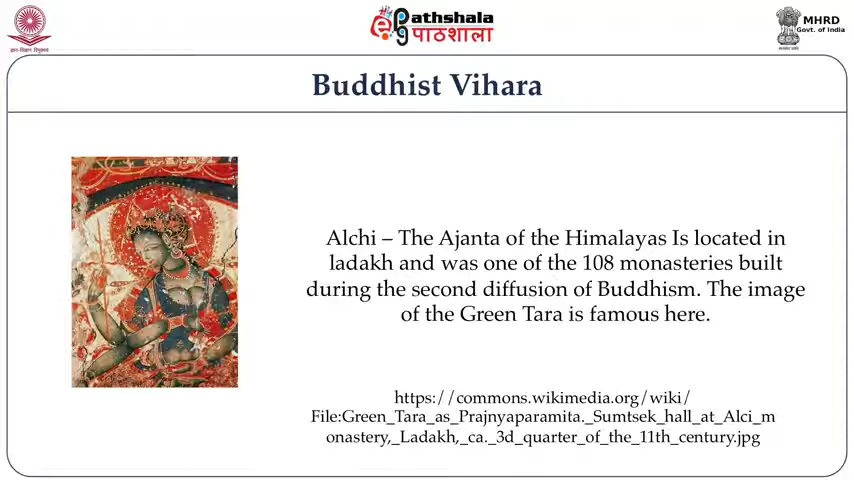 Pathshala
पाठशाला
MHRD
Govt. of India
Buddhist Vihara
Alchi – The Ajanta of the Himalayas Is located in
ladakh and was one of the 108 monasteries built
during the second diffusion of Buddhism. The image
of the Green Tara is famous here.
https://commons.wikimedia.org/wiki/
File:Green_Tara_as_Prajnyaparamita._Sumtsek_hall_at_Alci_m
onastery,_Ladakh,_ca._3d_quarter_of_the_11th_century.jpg